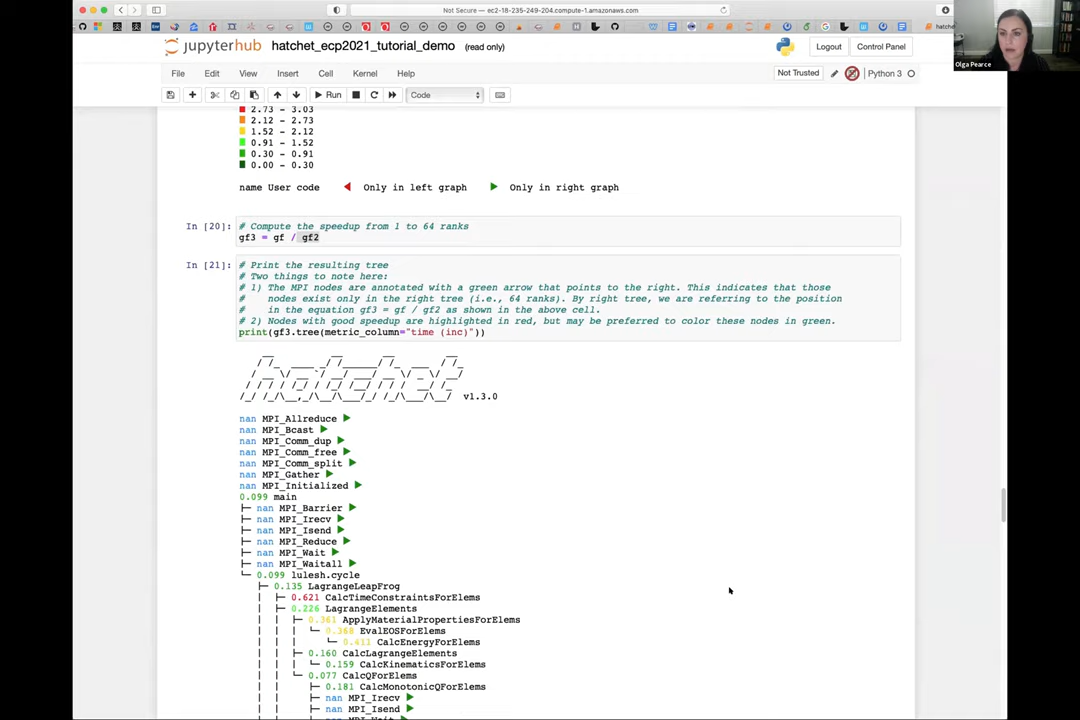 Not Secure — ec2-18-235-249-204.compute-1.amazonaws.com
hatchet
Olga Pearce
jupyterhub hatchet_ecp2021_tutorial_demo (read only)
Logout Control Panel
File Edit View Insert Cell Kernel Help
Not Trusted Python 3
Run Code
2.73 - 3.03
2.12 - 2.73
1.52 - 2.12
0.91 - 1.52
0.30 - 0.91
0.00 - 0.30
name User code ◀ Only in left graph ▶ Only in right graph
In [20]: # Compute the speedup from 1 to 64 ranks
gf3 = gf / gf2
In [21]: # Print the resulting tree
# Two things to note here:
# 1) The MPI nodes are annotated with a green arrow that points to the right. This indicates that those
# nodes exist only in the right tree (i.e., 64 ranks). By right tree, we are referring to the position
# in the equation gf3 = gf / gf2 as shown in the above cell.
# 2) Nodes with good speedup are highlighted in red, but may be preferred to color these nodes in green.
print(gf3.tree(metric_column="time (inc)"))
hatchet v1.3.0
nan MPI_Allreduce ▶
nan MPI_Bcast ▶
nan MPI_Comm_dup ▶
nan MPI_Comm_free ▶
nan MPI_Comm_split ▶
nan MPI_Gather ▶
nan MPI_Initialized ▶
0.099 main
├─ nan MPI_Barrier ▶
├─ nan MPI_Irecv ▶
├─ nan MPI_Isend ▶
├─ nan MPI_Reduce ▶
├─ nan MPI_Wait ▶
├─ nan MPI_Waitall ▶
└─ 0.099 lulesh.cycle
├─ 0.135 LagrangeLeapFrog
│ ├─ 0.621 CalcTimeConstraintsForElems
│ ├─ 0.226 LagrangeElements
│ │ ├─ 0.361 ApplyMaterialPropertiesForElems
│ │ │ └─ 0.368 EvalEOSForElems
│ │ │ └─ 0.411 CalcEnergyForElems
│ │ ├─ 0.160 CalcLagrangeElements
│ │ │ └─ 0.159 CalcKinematicsForElems
│ │ └─ 0.077 CalcQForElems
│ │ ├─ 0.181 CalcMonotonicQForElems
│ │ ├─ nan MPI_Irecv ▶
│ │ ├─ nan MPI_Isend ▶
│ │ ├─ nan MPI_Wait ▶